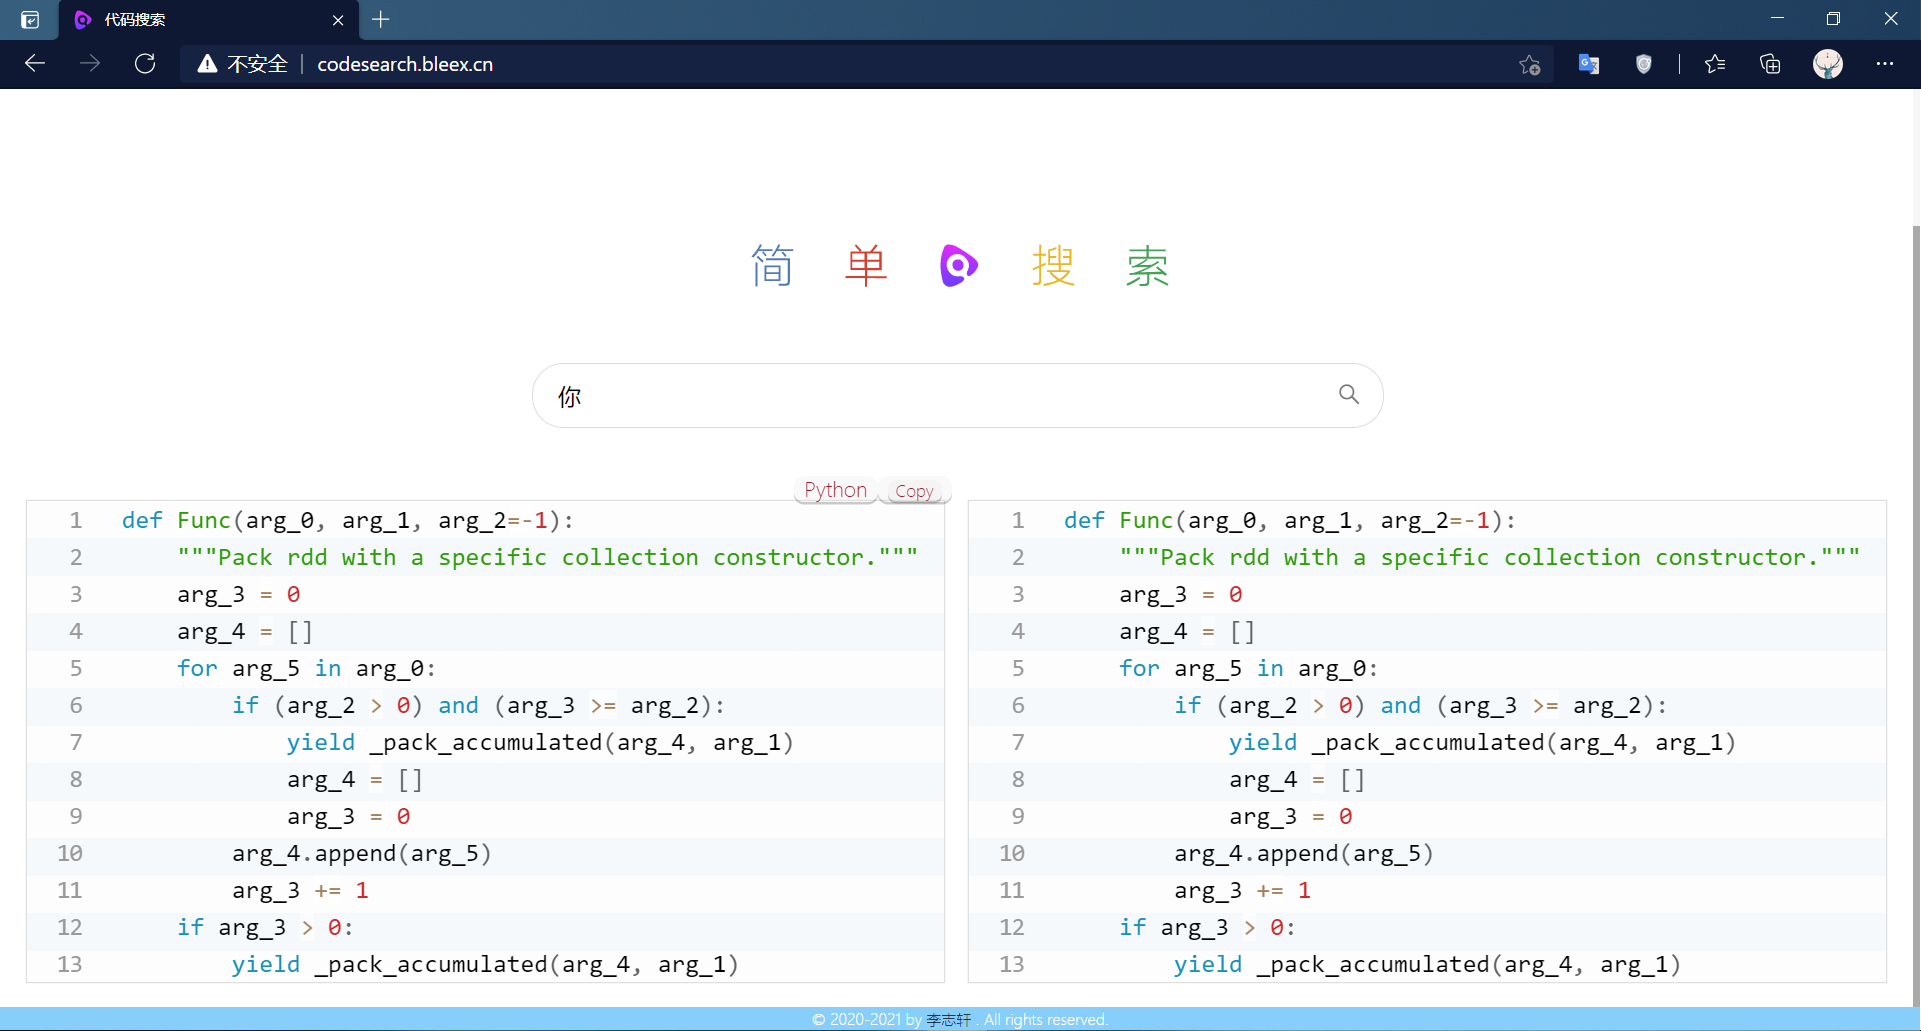 代码搜索
不安全 codesearch.bleex.cn
简 单 搜 索
你
Python Copy
1 def Func(arg_0, arg_1, arg_2=-1):
2     """Pack rdd with a specific collection constructor."""
3     arg_3 = 0
4     arg_4 = []
5     for arg_5 in arg_0:
6         if (arg_2 > 0) and (arg_3 >= arg_2):
7             yield _pack_accumulated(arg_4, arg_1)
8             arg_4 = []
9             arg_3 = 0
10         arg_4.append(arg_5)
11         arg_3 += 1
12     if arg_3 > 0:
13         yield _pack_accumulated(arg_4, arg_1)
1 def Func(arg_0, arg_1, arg_2=-1):
2     """Pack rdd with a specific collection constructor."""
3     arg_3 = 0
4     arg_4 = []
5     for arg_5 in arg_0:
6         if (arg_2 > 0) and (arg_3 >= arg_2):
7             yield _pack_accumulated(arg_4, arg_1)
8             arg_4 = []
9             arg_3 = 0
10         arg_4.append(arg_5)
11         arg_3 += 1
12     if arg_3 > 0:
13         yield _pack_accumulated(arg_4, arg_1)
© 2020-2021 by 李志轩 . All rights reserved.